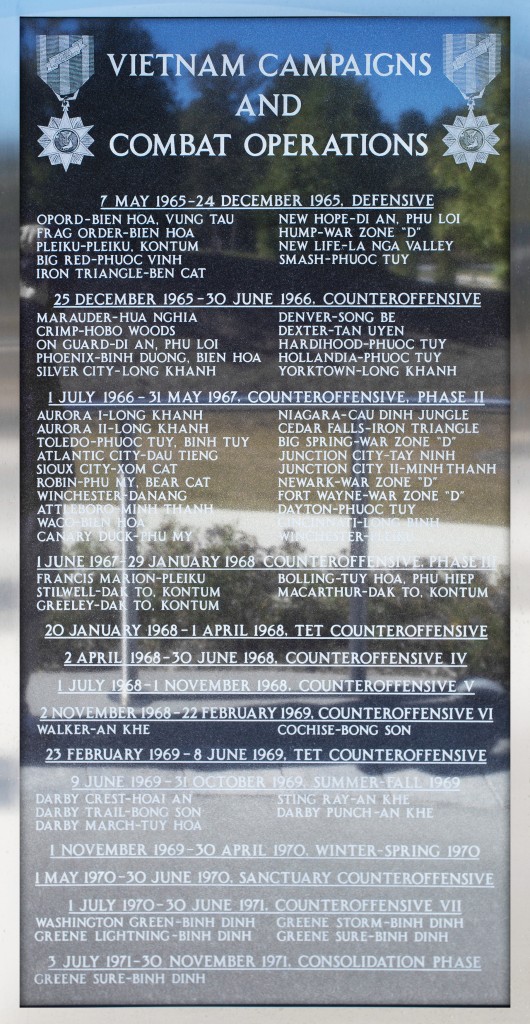 VIETNAM CAMPAIGNS
AND
COMBAT OPERATIONS
7 MAY 1965-24 DECEMBER 1965, DEFENSIVE
OPORD-BIEN HOA, VUNG TAU
FRAG ORDER-BIEN HOA
PLEIKU-PLEIKU, KONTUM
BIG RED-PHUOC VINH
IRON TRIANGLE-BEN CAT
NEW HOPE-DI AN, PHU LOI
HUMP-WAR ZONE "D"
NEW LIFE-LA NGA VALLEY
SMASH-PHUOC TUY
25 DECEMBER 1965-30 JUNE 1966, COUNTEROFFENSIVE
MARAUDER-HUA NGHIA
CRIMP-HOBO WOODS
ON GUARD-DI AN, PHU LOI
PHOENIX-BINH DUONG, BIEN HOA
SILVER CITY-LONG KHANH
DENVER-SONG BE
DEXTER-TAN UYEN
HARDIHOOD-PHUOC TUY
HOLLANDIA-PHUOC TUY
YORKTOWN-LONG KHANH
1 JULY 1966-31 MAY 1967, COUNTEROFFENSIVE, PHASE II
AURORA I-LONG KHANH
AURORA II-LONG KHANH
TOLEDO-PHUOC TUY, BINH TUY
ATLANTIC CITY-DAU TIENG
SIOUX CITY-XOM CAT
ROBIN-PHU MY, BEAR CAT
WINCHESTER-DANANG
ATTLEBORO-MINH THANH
WACO-BIEN HOA
CANARY DUCK-PHU MY
NIAGARA-CAU DINH JUNGLE
CEDAR FALLS-IRON TRIANGLE
BIG SPRING-WAR ZONE "D"
JUNCTION CITY-TAY NINH
JUNCTION CITY II-MINH THANH
NEWARK-WAR ZONE "D"
FORT WAYNE-WAR ZONE "D"
DAYTON-PHUOC TUY
CINCINNATI-LONG BINH
WINCHESTER-PLEIKU
1 JUNE 1967-29 JANUARY 1968 COUNTEROFFENSIVE, PHASE III
FRANCIS MARION-PLEIKU
STILWELL-DAK TO, KONTUM
GREELEY-DAK TO, KONTUM
BOLLING-TUY HOA, PHU HIEP
MACARTHUR-DAK TO, KONTUM
20 JANUARY 1968-1 APRIL 1968, TET COUNTEROFFENSIVE
2 APRIL 1968-30 JUNE 1968, COUNTEROFFENSIVE IV
1 JULY 1968-1 NOVEMBER 1968, COUNTEROFFENSIVE V
2 NOVEMBER 1968-22 FEBRUARY 1969, COUNTEROFFENSIVE VI
WALKER-AN KHE
COCHISE-BONG SON
23 FEBRUARY 1969-8 JUNE 1969, TET COUNTEROFFENSIVE
9 JUNE 1969-31 OCTOBER 1969, SUMMER-FALL 1969
DARBY CREST-HOAI AN
DARBY TRAIL-BONG SON
DARBY MARCH-TUY HOA
STING RAY-AN KHE
DARBY PUNCH-AN KHE
1 NOVEMBER 1969-30 APRIL 1970, WINTER-SPRING 1970
1 MAY 1970-30 JUNE 1970, SANCTUARY COUNTEROFFENSIVE
1 JULY 1970-30 JUNE 1971, COUNTEROFFENSIVE VII
WASHINGTON GREEN-BINH DINH
GREENE LIGHTNING-BINH DINH
GREENE STORM-BINH DINH
GREENE SURE-BINH DINH
3 JULY 1971-30 NOVEMBER 1971, CONSOLIDATION PHASE
GREENE SURE-BINH DINH